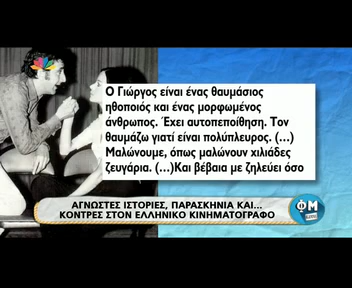 Ο Γιώργος είναι ένας θαυμάσιος
ηθοποιός και ένας μορφωμένος
άνθρωπος. Έχει αυτοπεποίθηση. Τον
θαυμάζω γιατί είναι πολύπλευρος. (...)
Μαλώνουμε, όπως μαλώνουν χιλιάδες
ζευγάρια. (...)Και βέβαια με ζηλεύει όσο
ΑΓΝΩΣΤΕΣ ΙΣΤΟΡΙΕΣ, ΠΑΡΑΣΚΗΝΙΑ ΚΑΙ...
ΚΟΝΤΡΕΣ ΣΤΟΝ ΕΛΛΗΝΙΚΟ ΚΙΝΗΜΑΤΟΓΡΑΦΟ
ΦΜ